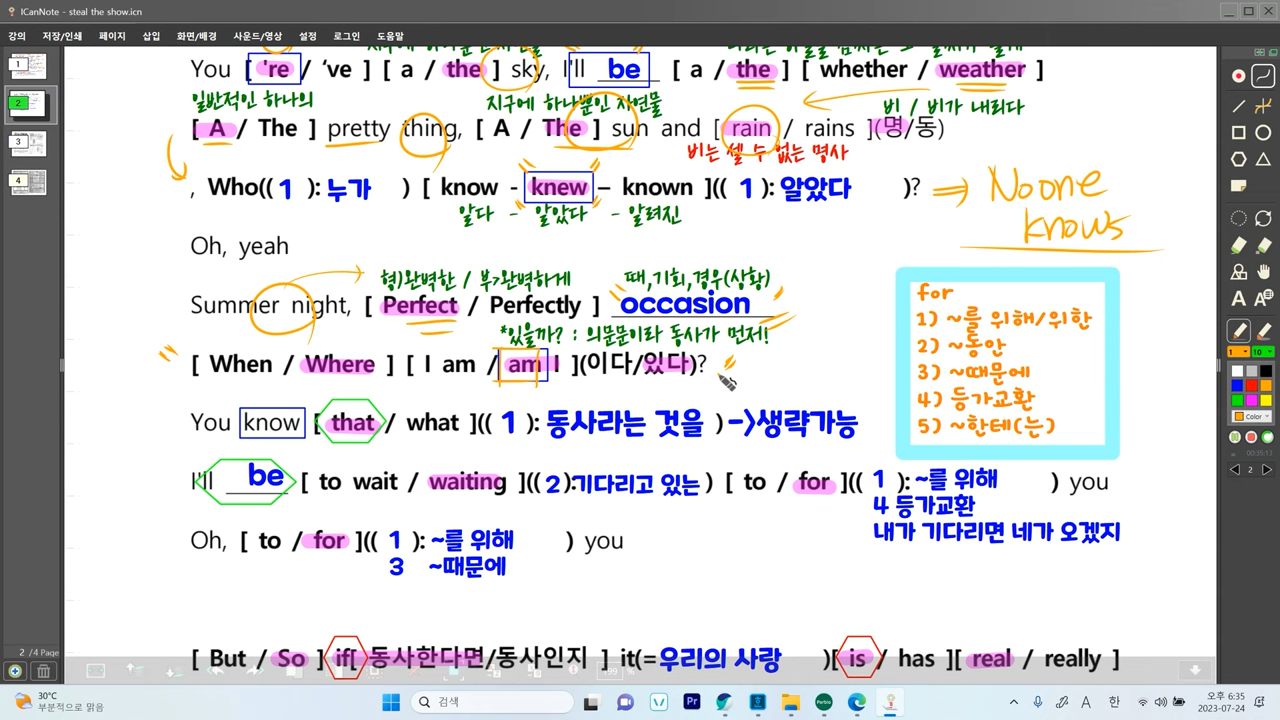 ICanNote - steal the show.icn
강의 저장/인쇄 페이지 삽입 화면/배경 사운드/영상 설정 로그인 도움말
You [ 're / 've ] [ a / the ] sky, I'll be [ a / the ] [ whether / weather ]
일반적인 하나의 지구에 하나뿐인 자연물 비 / 비가 내리다
[ A / The ] pretty thing, [ A / The ] sun and [ rain / rains ](명/동)
비는 셀 수 없는 명사
, Who(( 1 ): 누가 ) [ know - knew – known ](( 1 ): 알았다 )? ⇒ No one
knows
알다 - 알았다 - 알려진
Oh, yeah
형)완벽한 / 부>완벽하게 때,기회,경우(상황)
Summer night, [ Perfect / Perfectly ] occasion
*있을까? : 의문문이라 동사가 먼저!
[ When / Where ] [ I am / am I ](이다/있다)?
for
1) ~를 위해/위한
2) ~동안
3) ~때문에
4) 등가교환
5) ~한테(는)
You know [ that / what ](( 1 ): 동사라는 것을 ) ->생략가능
I'll be [ to wait / waiting ](( 2 ):기다리고 있는 ) [ to / for ](( 1 ): ~를 위해 ) you
4 등가교환
내가 기다리면 네가 오겠지
Oh, [ to / for ](( 1 ): ~를 위해 ) you
3 ~때문에
[ But / So ] if[ 동사한다면/동사인지 ] it(=우리의 사랑 )[ is / has ][ real / really ]
1
2
3
4
1 10
Color
00:35:13
2
2 /4 Page
30°C
부분적으로 맑음
검색
A 한
오후 6:35
2023-07-24